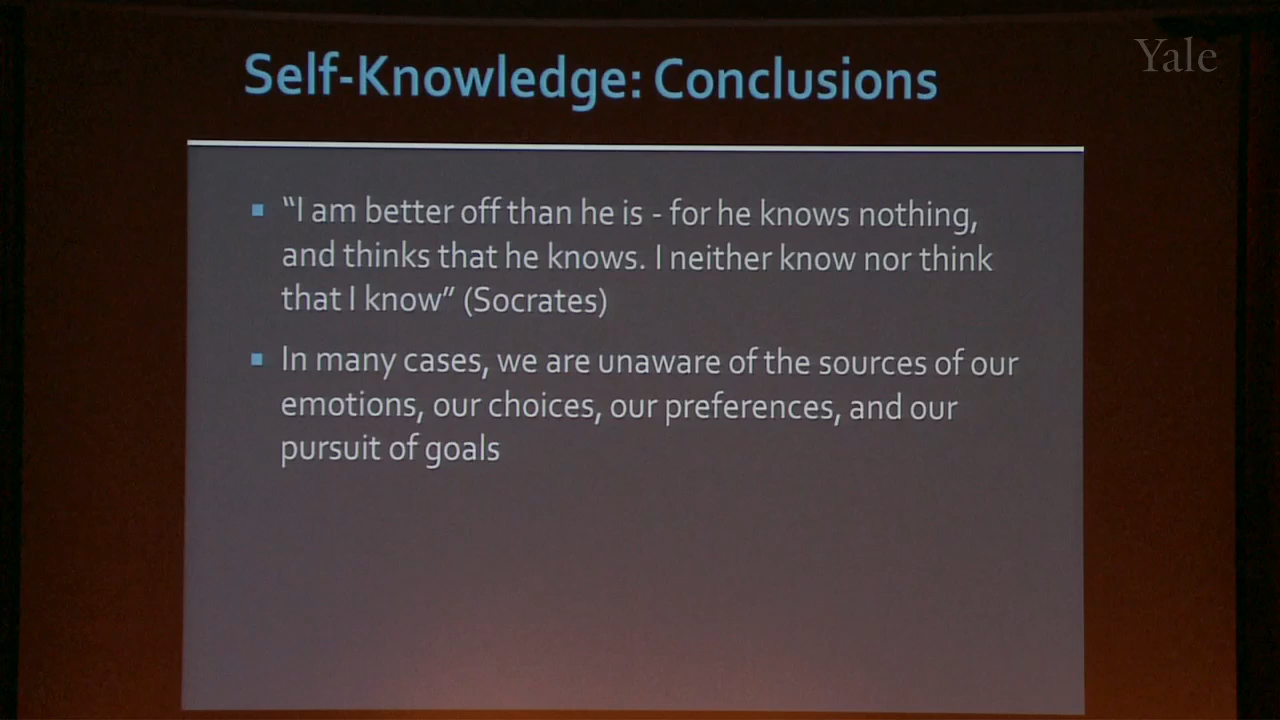 Yale
Self-Knowledge: Conclusions
"I am better off than he is - for he knows nothing,
and thinks that he knows. I neither know nor think
that I know" (Socrates)
In many cases, we are unaware of the sources of our
emotions, our choices, our preferences, and our
pursuit of goals